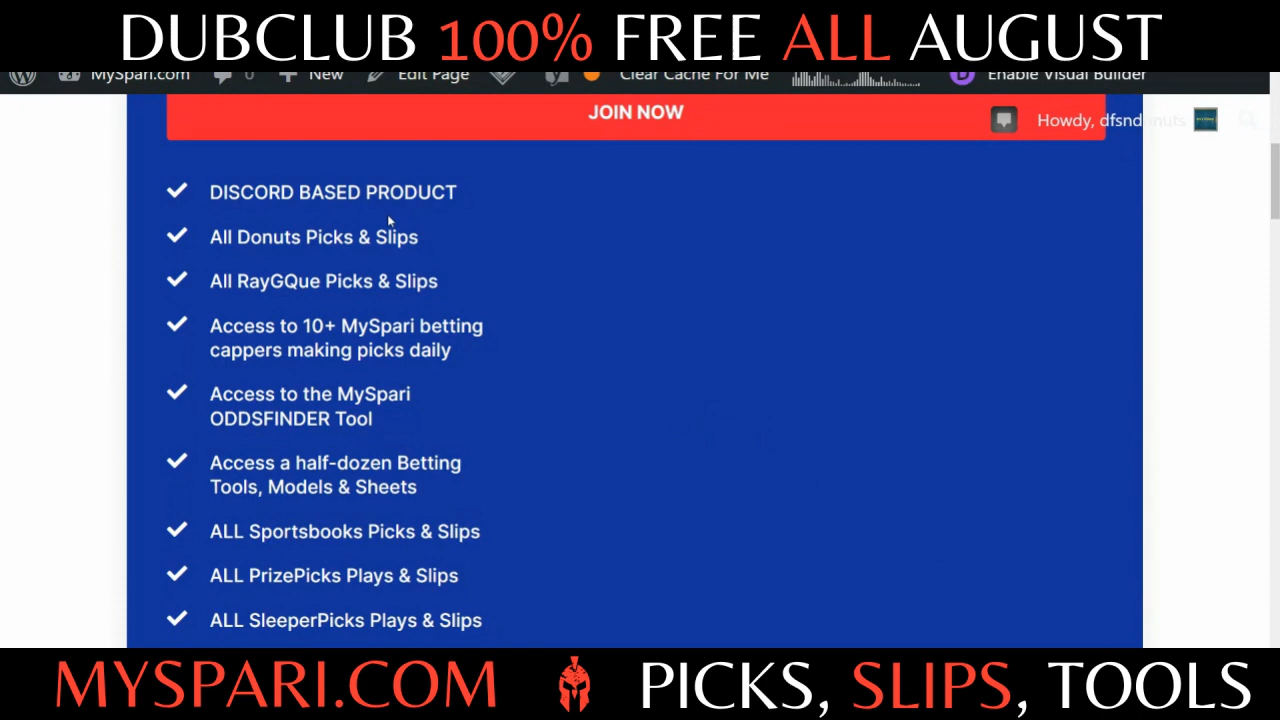 DUBCLUB 100% FREE ALL AUGUST
MySpari.com 0 New Edit Page Clear Cache For Me Enable Visual Builder
JOIN NOW
Howdy, dfsndonuts
DISCORD BASED PRODUCT
All Donuts Picks & Slips
All RayGQue Picks & Slips
Access to 10+ MySpari betting
cappers making picks daily
Access to the MySpari
ODDSFINDER Tool
Access a half-dozen Betting
Tools, Models & Sheets
ALL Sportsbooks Picks & Slips
ALL PrizePicks Plays & Slips
ALL SleeperPicks Plays & Slips
MYSPARI.COM PICKS, SLIPS, TOOLS